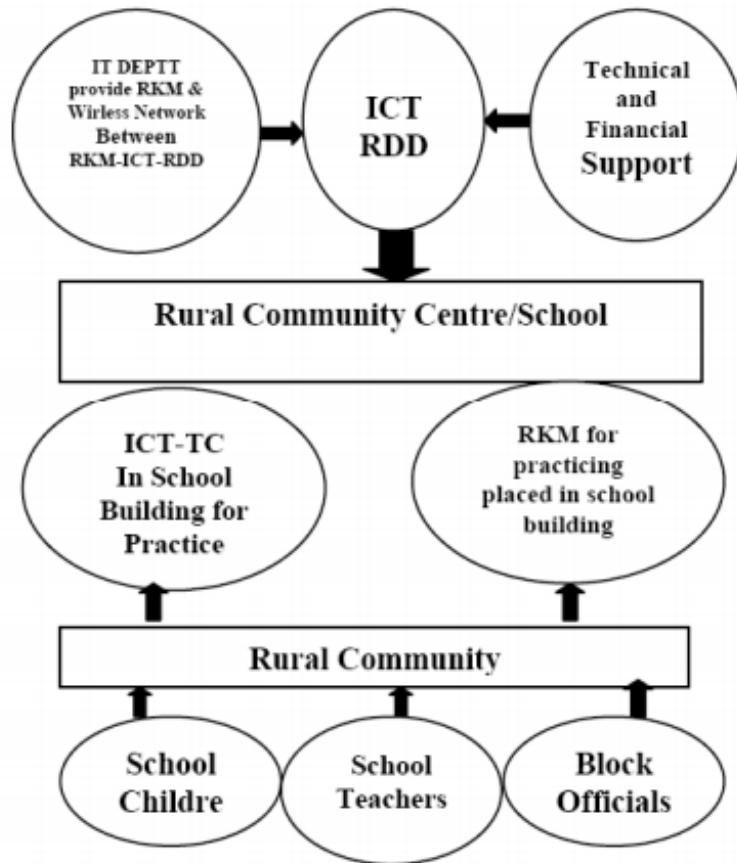 IT DEPTT
provide RKM &
Wirless Network
Between
RKM-ICT-RDD
ICT
RDD
Technical
and
Financial
Support
Rural Community Centre/School
ICT-TC
In School
Building for
Practice
RKM for
practicing
placed in school
building
Rural Community
School
Childre
School
Teachers
Block
Officials